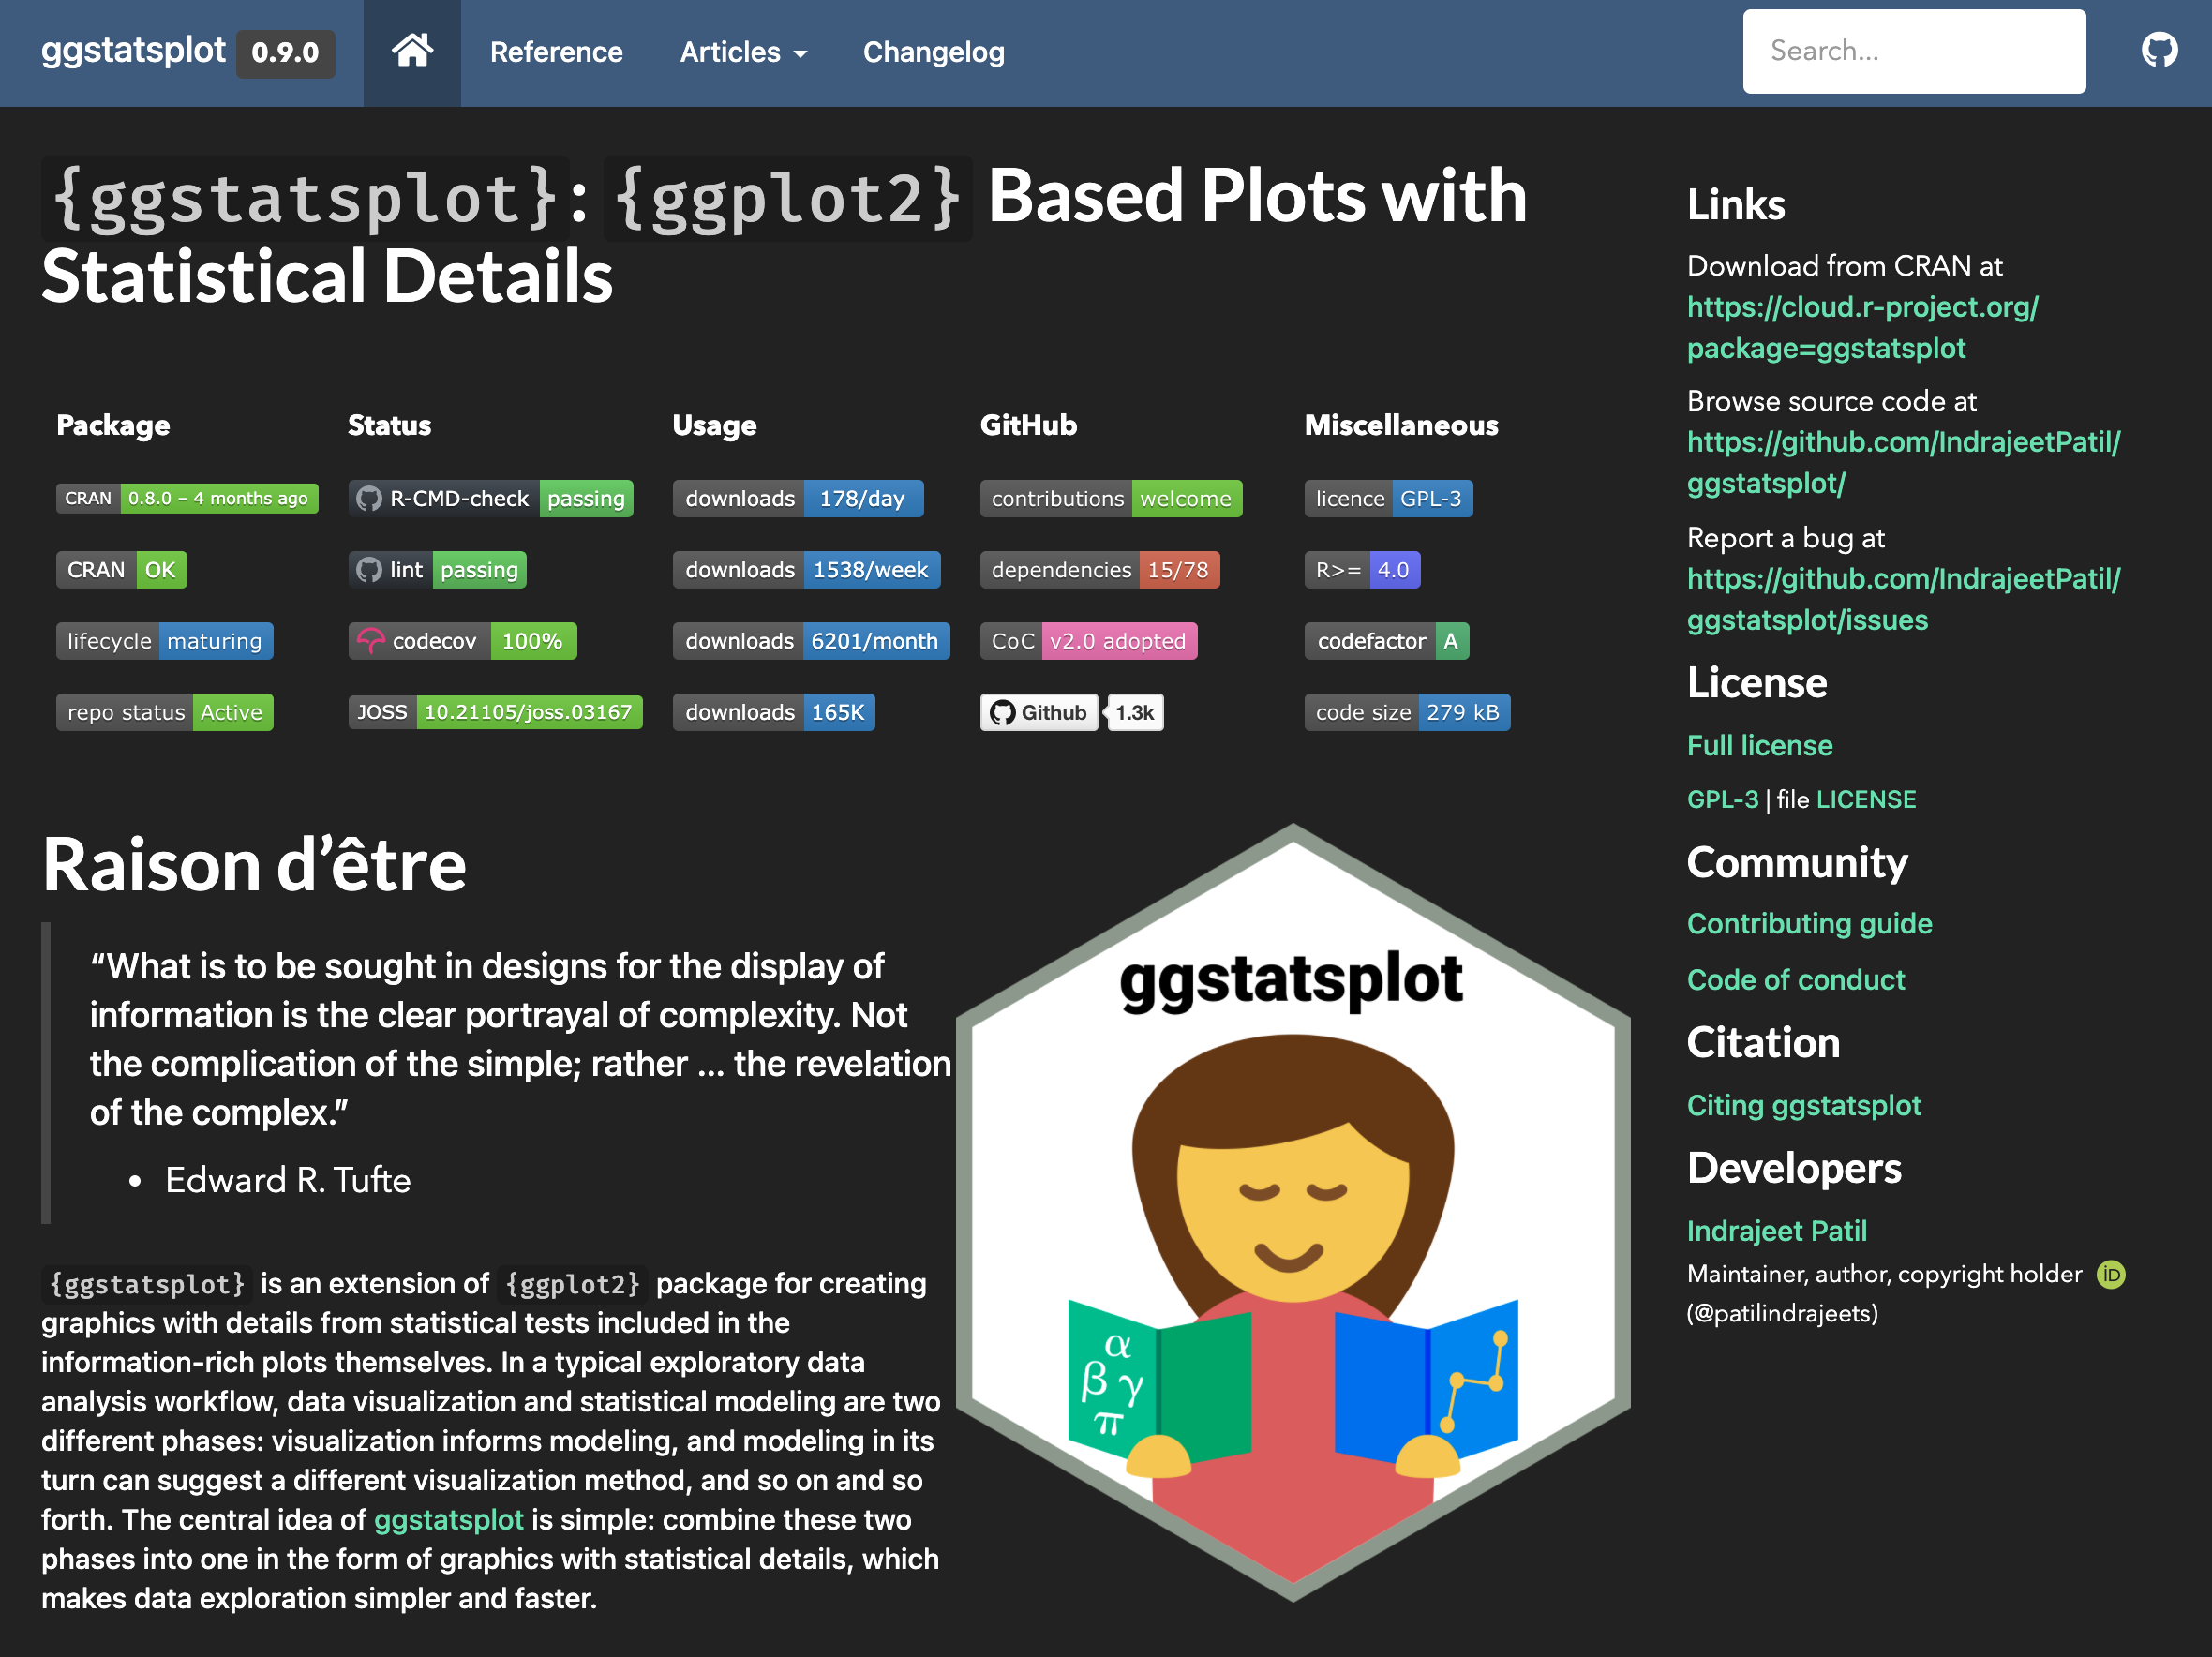 ggstatsplot 0.9.0 Reference Articles Changelog Search...
{ggstatsplot}: {ggplot2} Based Plots with
Statistical Details
Package Status Usage GitHub Miscellaneous
CRAN 0.8.0 – 4 months ago R-CMD-check passing downloads 178/day contributions welcome licence GPL-3
CRAN OK lint passing downloads 1538/week dependencies 15/78 R>= 4.0
lifecycle maturing codecov 100% downloads 6201/month CoC v2.0 adopted codefactor A
repo status Active JOSS 10.21105/joss.03167 downloads 165K Github 1.3k code size 279 kB
Raison d’être
“What is to be sought in designs for the display of
information is the clear portrayal of complexity. Not
the complication of the simple; rather … the revelation
of the complex.”
• Edward R. Tufte
{ggstatsplot} is an extension of {ggplot2} package for creating
graphics with details from statistical tests included in the
information-rich plots themselves. In a typical exploratory data
analysis workflow, data visualization and statistical modeling are two
different phases: visualization informs modeling, and modeling in its
turn can suggest a different visualization method, and so on and so
forth. The central idea of ggstatsplot is simple: combine these two
phases into one in the form of graphics with statistical details, which
makes data exploration simpler and faster.
ggstatsplot
α
β γ
π
Links
Download from CRAN at
https://cloud.r-project.org/
package=ggstatsplot
Browse source code at
https://github.com/IndrajeetPatil/
ggstatsplot/
Report a bug at
https://github.com/IndrajeetPatil/
ggstatsplot/issues
License
Full license
GPL-3 | file LICENSE
Community
Contributing guide
Code of conduct
Citation
Citing ggstatsplot
Developers
Indrajeet Patil
Maintainer, author, copyright holder iD
(@patilindrajeets)